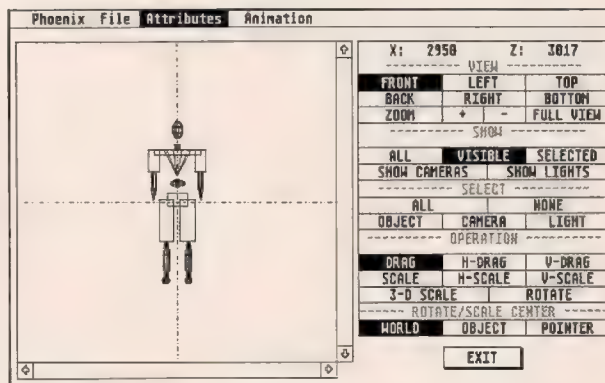 Phoenix File Attributes Animation
X: 2950 Z: 3017
VIEW
FRONT LEFT TOP
BACK RIGHT BOTTOM
ZOOM + - FULL VIEW
SHOW
ALL VISIBLE SELECTED
SHOW CAMERAS SHOW LIGHTS
SELECT
ALL NONE
OBJECT CAMERA LIGHT
OPERATION
DRAG H-DRAG V-DRAG
SCALE H-SCALE V-SCALE
3-D SCALE ROTATE
ROTATE/SCALE CENTER
WORLD OBJECT POINTER
EXIT